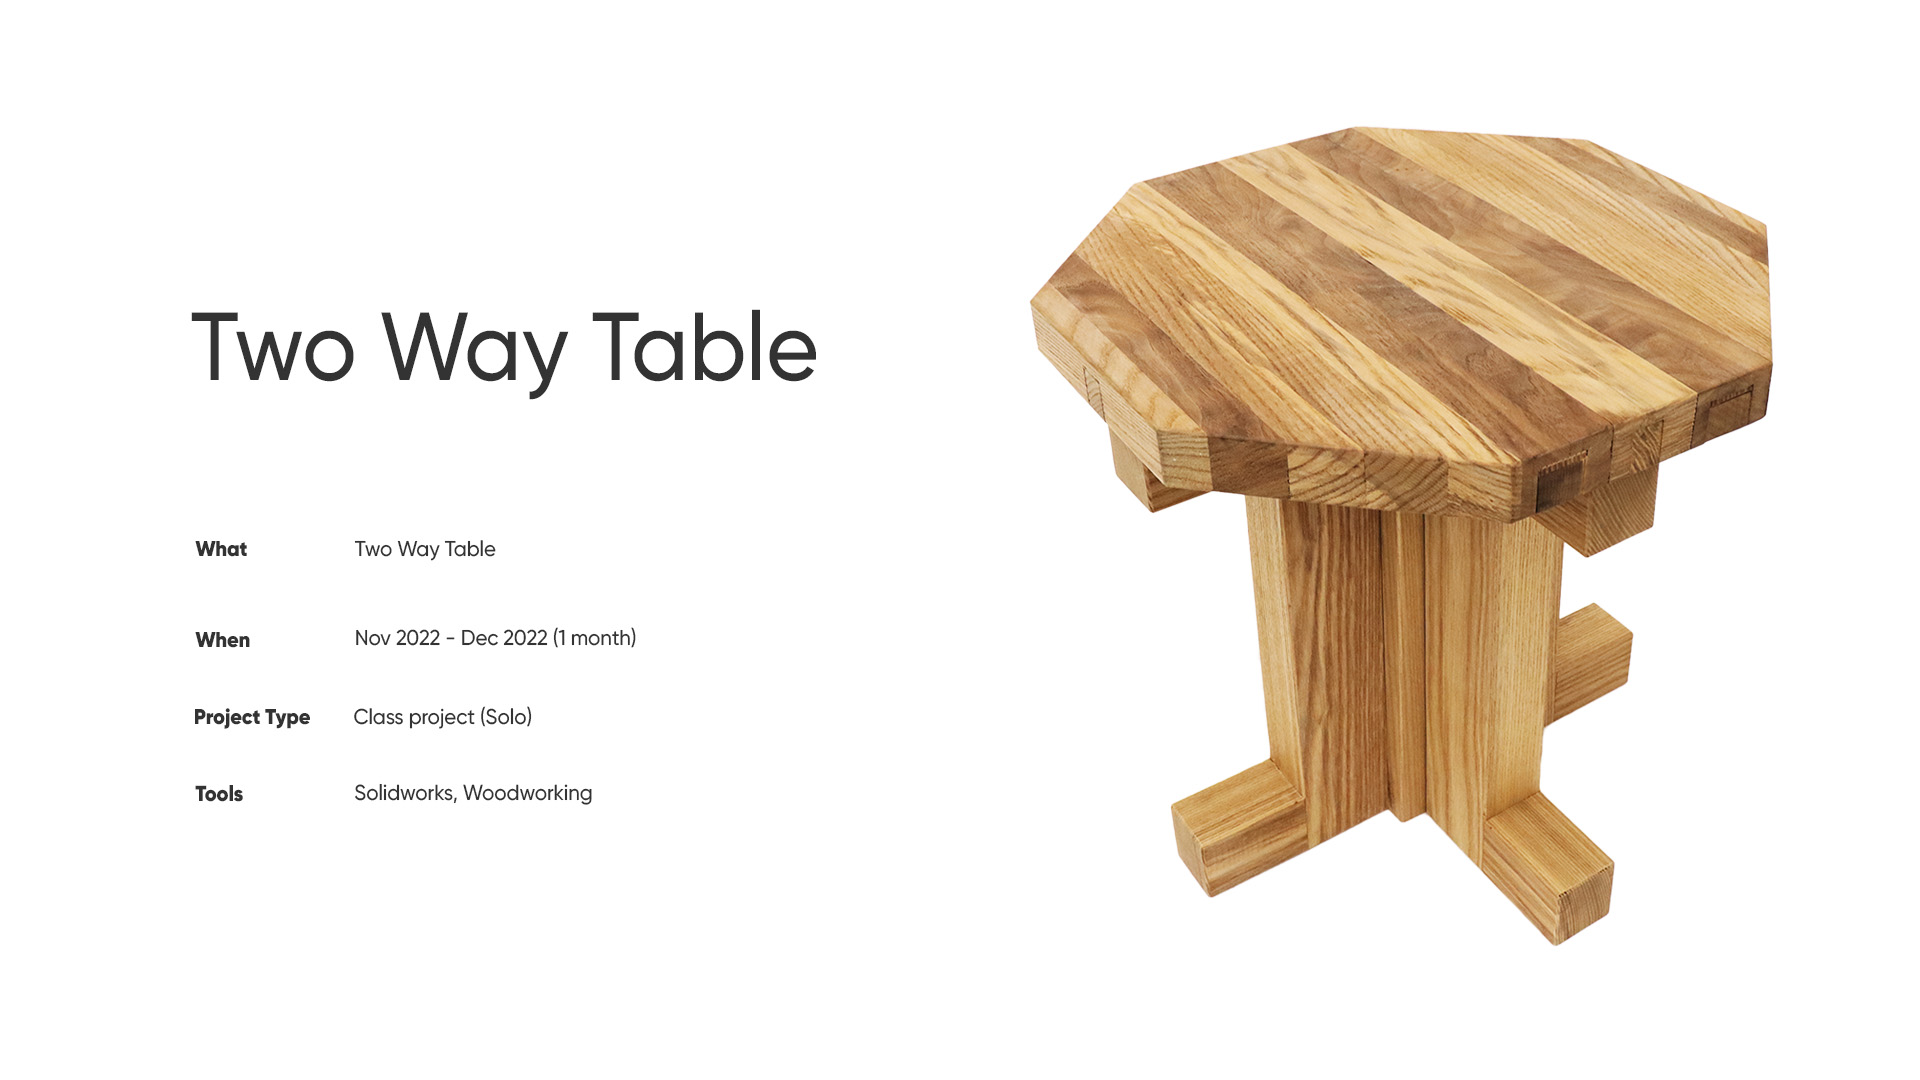 Two Way Table
What Two Way Table
When Nov 2022 - Dec 2022 (1 month)
Project Type Class project (Solo)
Tools Solidworks, Woodworking